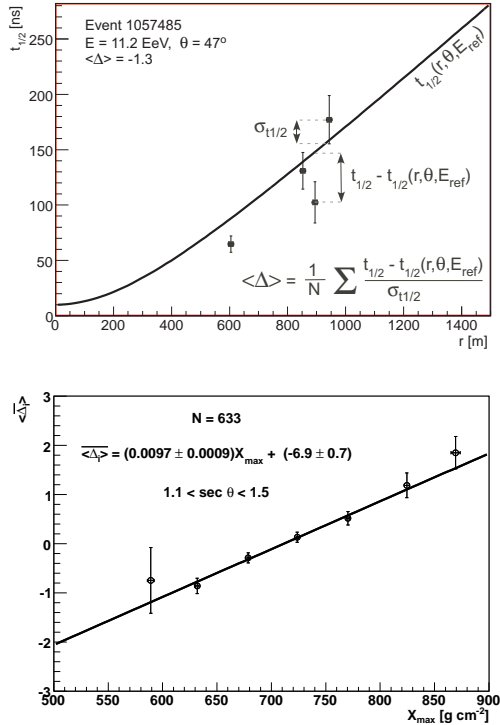 t1/2 [ns]
Event 1057485
E = 11.2 EeV, θ = 47º
<Δ> = -1.3
250
200
150
100
50
0
t1/2(r,θ,Eref)
σt1/2
t1/2 - t1/2(r,θ,Eref)
<Δ> = 1/N ∑ (t1/2 - t1/2(r,θ,Eref))/σt1/2
0 200 400 600 800 1000 1200 1400
r [m]
<Δi>
3
2
1
0
-1
-2
-3
N = 633
<Δi> = (0.0097 ± 0.0009)Xmax + (-6.9 ± 0.7)
1.1 < sec θ < 1.5
500 550 600 650 700 750 800 850 900
Xmax [g cm-2]